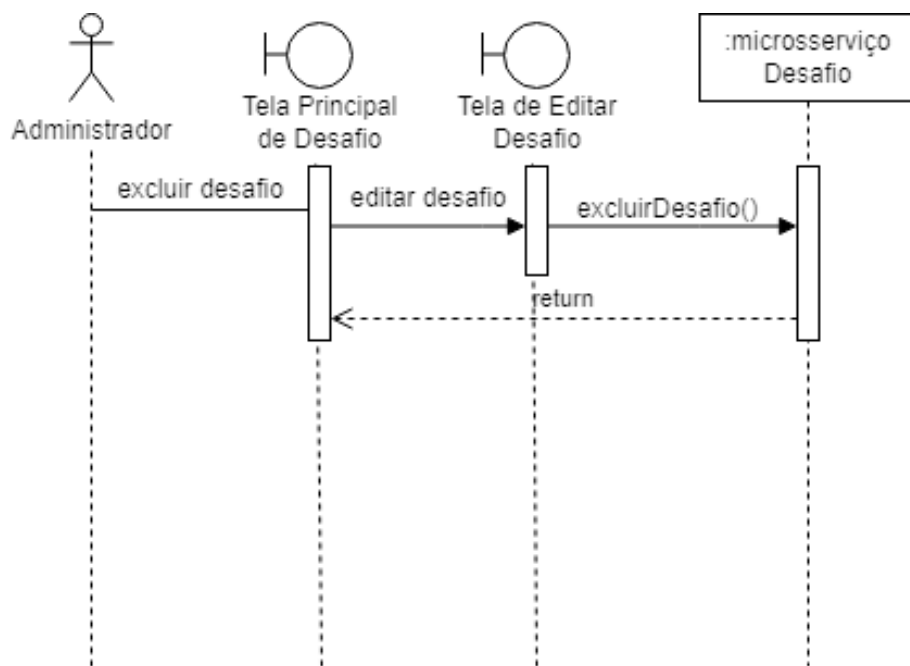 Administrador
Tela Principal
de Desafio
Tela de Editar
Desafio
:microsserviço
Desafio
excluir desafio
editar desafio
excluirDesafio()
return